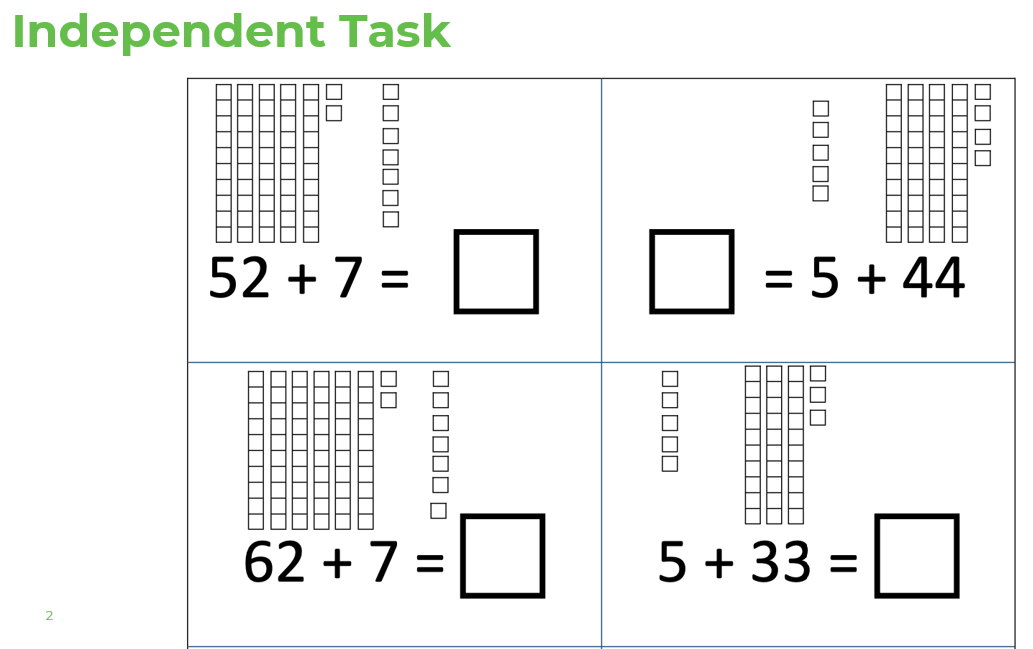 Independent Task
52 + 7 =
= 5 + 44
62 + 7 =
5 + 33 =
2